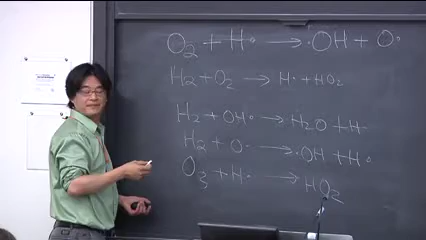 O₂ + H• → •OH + O•
H₂ + O₂ → H• + HO₂
H₂ + OH• → H₂O + H
H₂ + O• → •OH + H•
O₃ + H• → HO₂